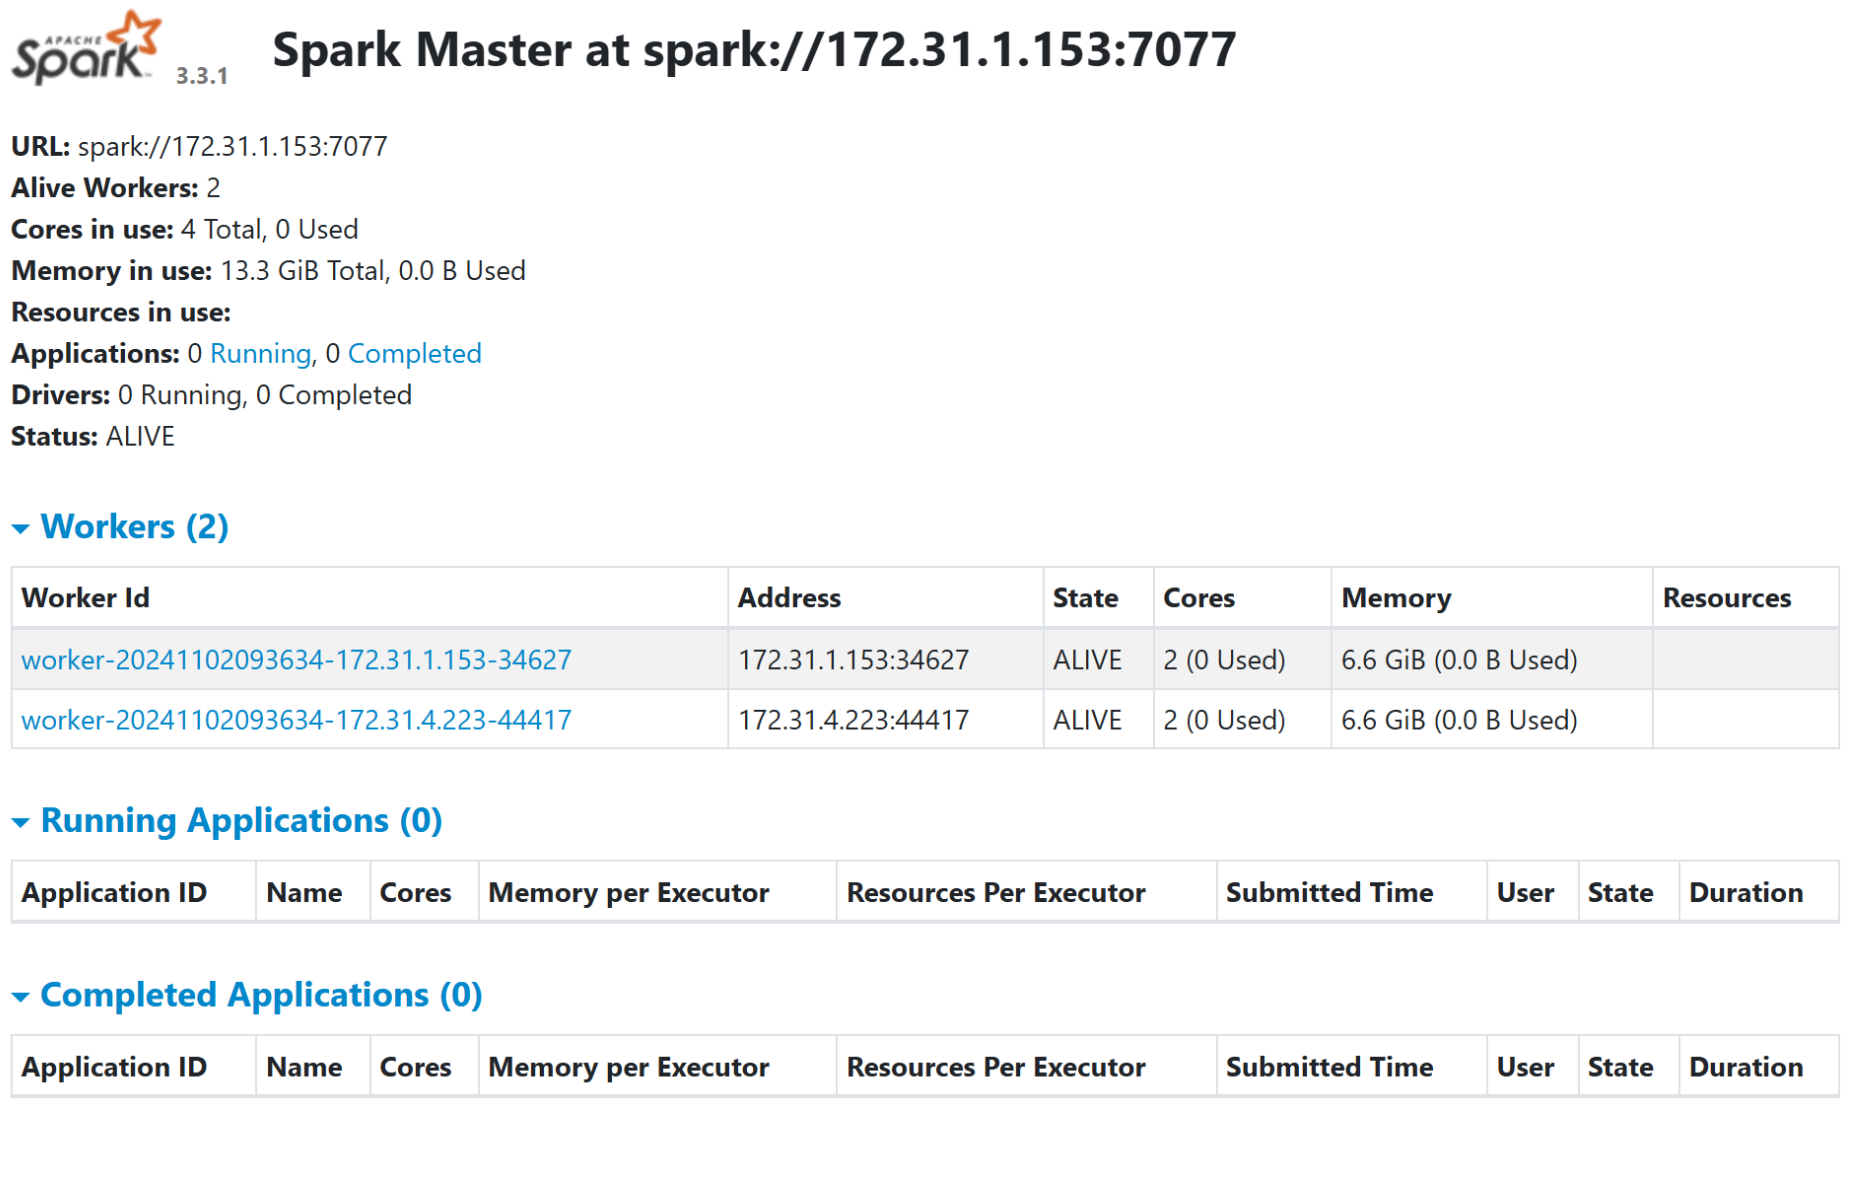 APACHE
Spark™ 3.3.1 Spark Master at spark://172.31.1.153:7077
URL: spark://172.31.1.153:7077
Alive Workers: 2
Cores in use: 4 Total, 0 Used
Memory in use: 13.3 GiB Total, 0.0 B Used
Resources in use:
Applications: 0 Running, 0 Completed
Drivers: 0 Running, 0 Completed
Status: ALIVE
Workers (2)
Worker Id Address State Cores Memory Resources
worker-20241102093634-172.31.1.153-34627 172.31.1.153:34627 ALIVE 2 (0 Used) 6.6 GiB (0.0 B Used)
worker-20241102093634-172.31.4.223-44417 172.31.4.223:44417 ALIVE 2 (0 Used) 6.6 GiB (0.0 B Used)
Running Applications (0)
Application ID Name Cores Memory per Executor Resources Per Executor Submitted Time User State Duration
Completed Applications (0)
Application ID Name Cores Memory per Executor Resources Per Executor Submitted Time User State Duration